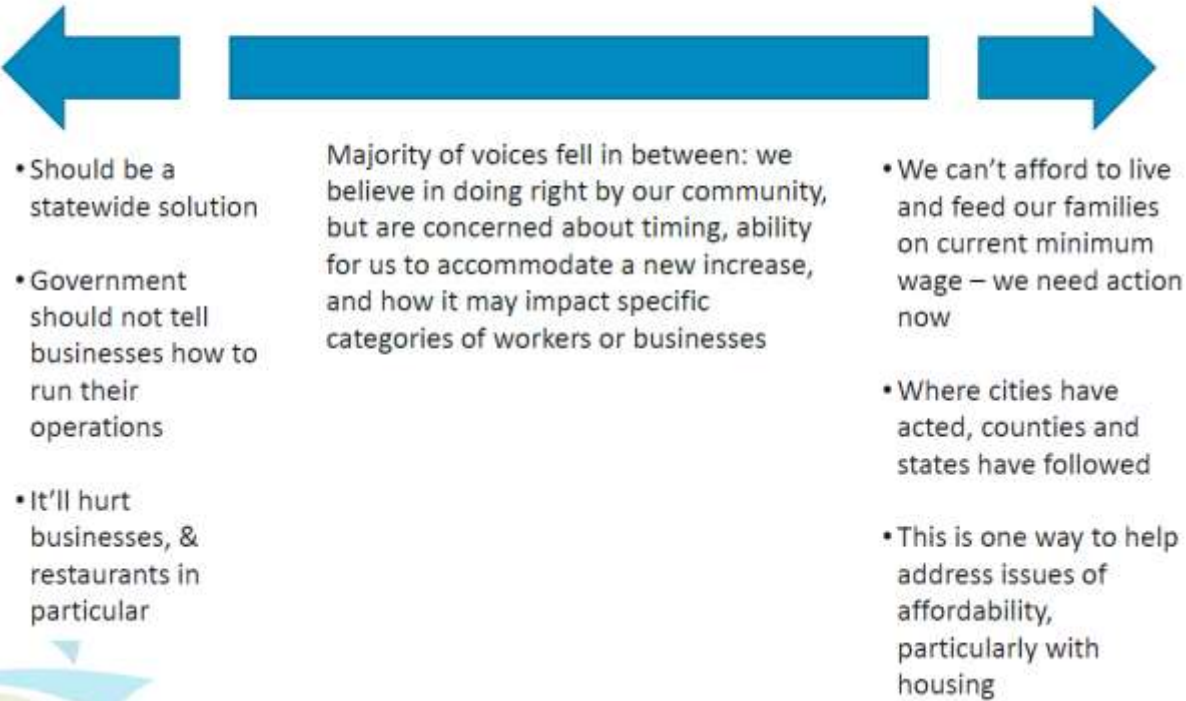 • Should be a
statewide solution
• Government
should not tell
businesses how to
run their
operations
• It'll hurt
businesses, &
restaurants in
particular
Majority of voices fell in between: we
believe in doing right by our community,
but are concerned about timing, ability
for us to accommodate a new increase,
and how it may impact specific
categories of workers or businesses
• We can't afford to live
and feed our families
on current minimum
wage – we need action
now
• Where cities have
acted, counties and
states have followed
• This is one way to help
address issues of
affordability,
particularly with
housing